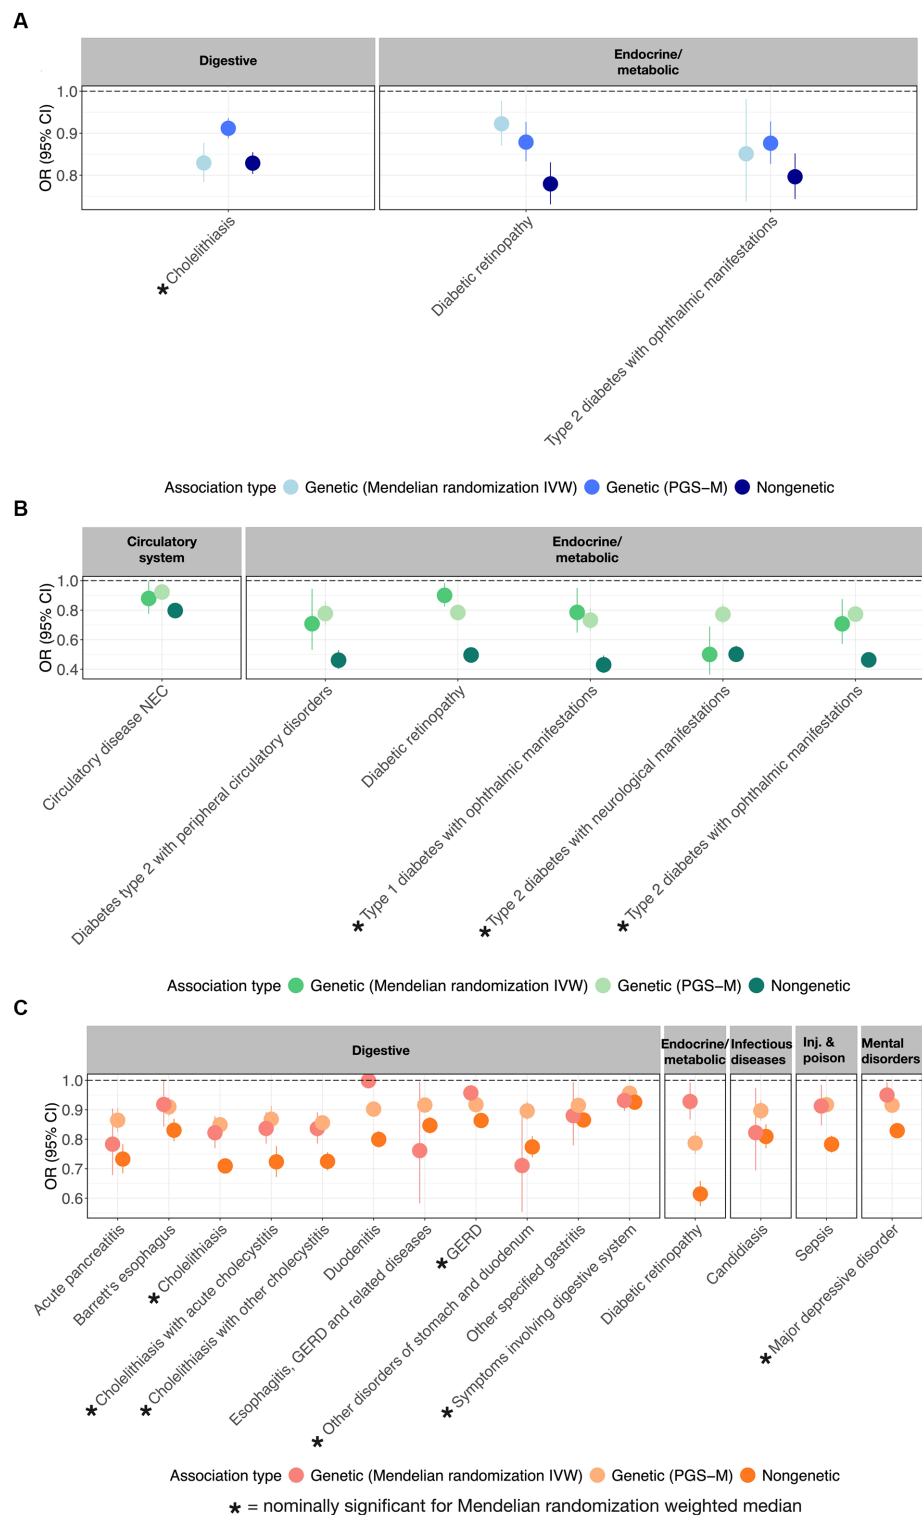 A
Digestive
Endocrine/
metabolic
OR (95% CI)
1.0
0.9
0.8
*Cholelithiasis
Diabetic retinopathy
Type 2 diabetes with ophthalmic manifestations
Association type Genetic (Mendelian randomization IVW) Genetic (PGS−M) Nongenetic
B
Circulatory
system
Endocrine/
metabolic
OR (95% CI)
1.0
0.8
0.6
0.4
Circulatory disease NEC
Diabetes type 2 with peripheral circulatory disorders
Diabetic retinopathy
*Type 1 diabetes with ophthalmic manifestations
*Type 2 diabetes with neurological manifestations
*Type 2 diabetes with ophthalmic manifestations
Association type Genetic (Mendelian randomization IVW) Genetic (PGS−M) Nongenetic
C
Digestive
Endocrine/
metabolic
Infectious
diseases
Inj. &
poison
Mental
disorders
OR (95% CI)
1.0
0.9
0.8
0.7
0.6
Acute pancreatitis
Barrett's esophagus
*Cholelithiasis
*Cholelithiasis with acute cholecystitis
*Cholelithiasis with other cholecystitis
Duodenitis
Esophagitis, GERD and related diseases
*GERD
*Other disorders of stomach and duodenum
Other specified gastritis
*Symptoms involving digestive system
Diabetic retinopathy
Candidiasis
Sepsis
*Major depressive disorder
Association type Genetic (Mendelian randomization IVW) Genetic (PGS−M) Nongenetic
* = nominally significant for Mendelian randomization weighted median